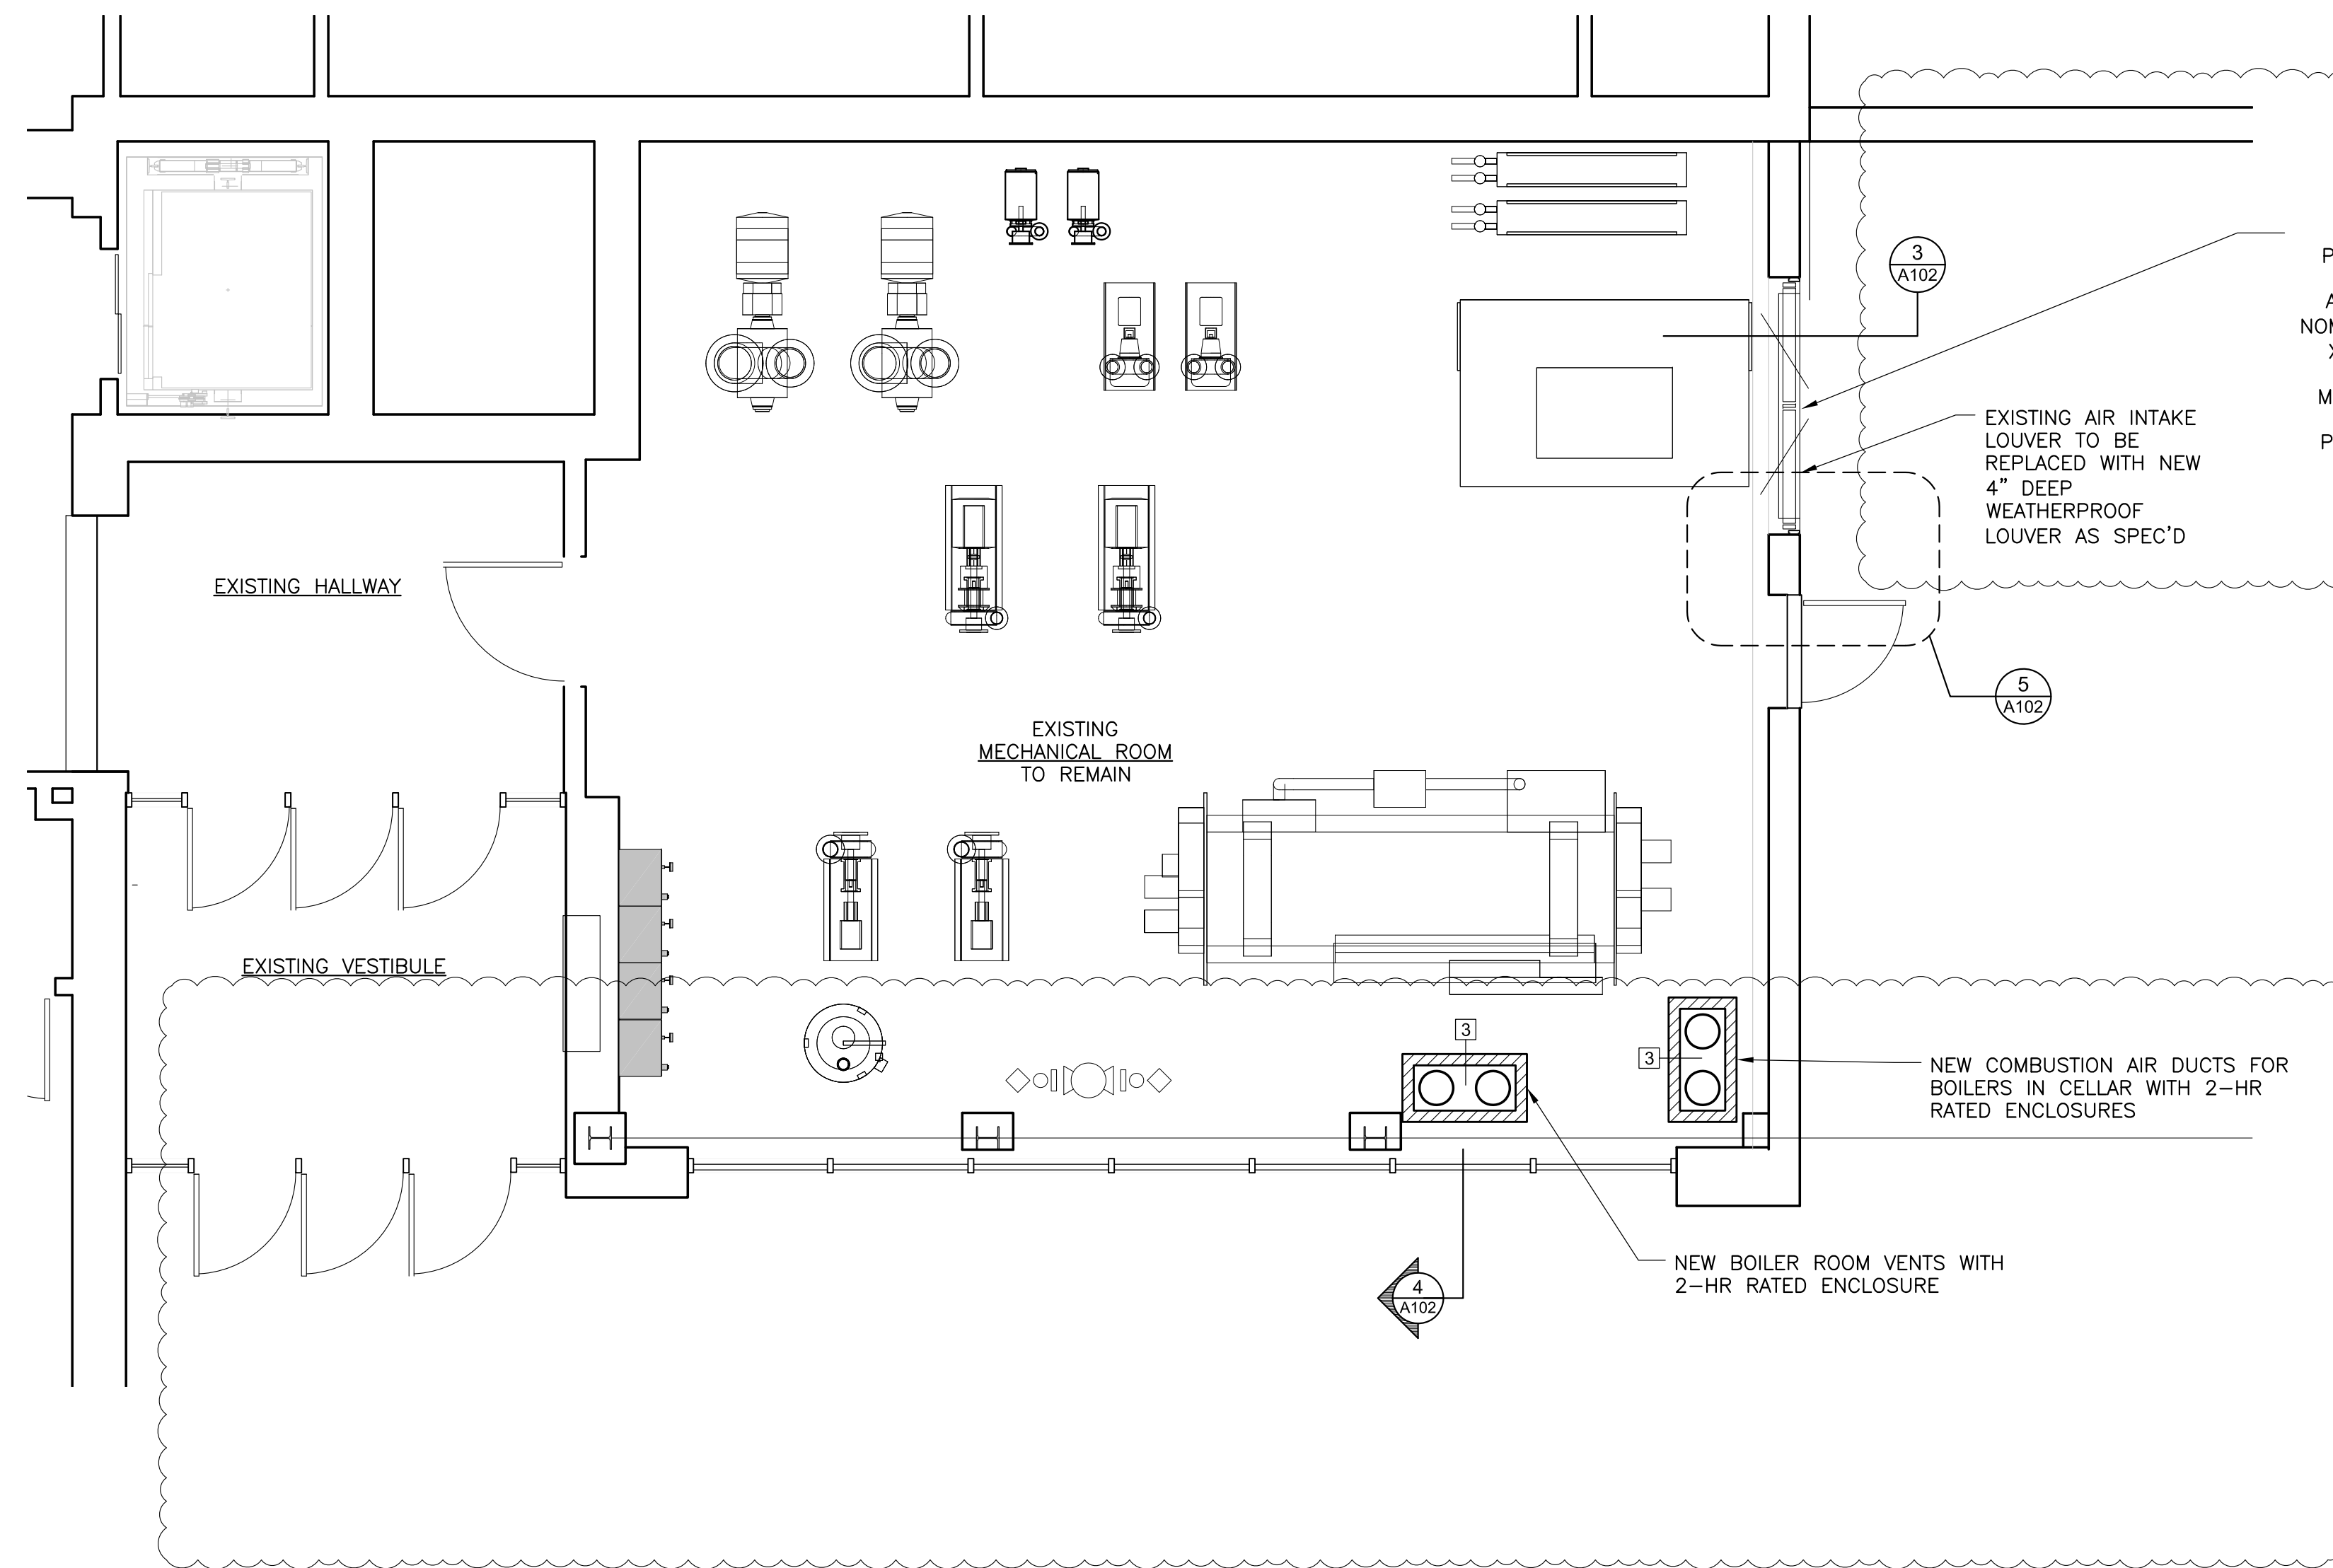 3
A102
P
A
NOM
X
M
P
EXISTING AIR INTAKE
LOUVER TO BE
REPLACED WITH NEW
4” DEEP
WEATHERPROOF
LOUVER AS SPEC’D
EXISTING HALLWAY
5
A102
EXISTING
MECHANICAL ROOM
TO REMAIN
EXISTING VESTIBULE
3
3
NEW COMBUSTION AIR DUCTS FOR
BOILERS IN CELLAR WITH 2-HR
RATED ENCLOSURES
NEW BOILER ROOM VENTS WITH
2-HR RATED ENCLOSURE
4
A102